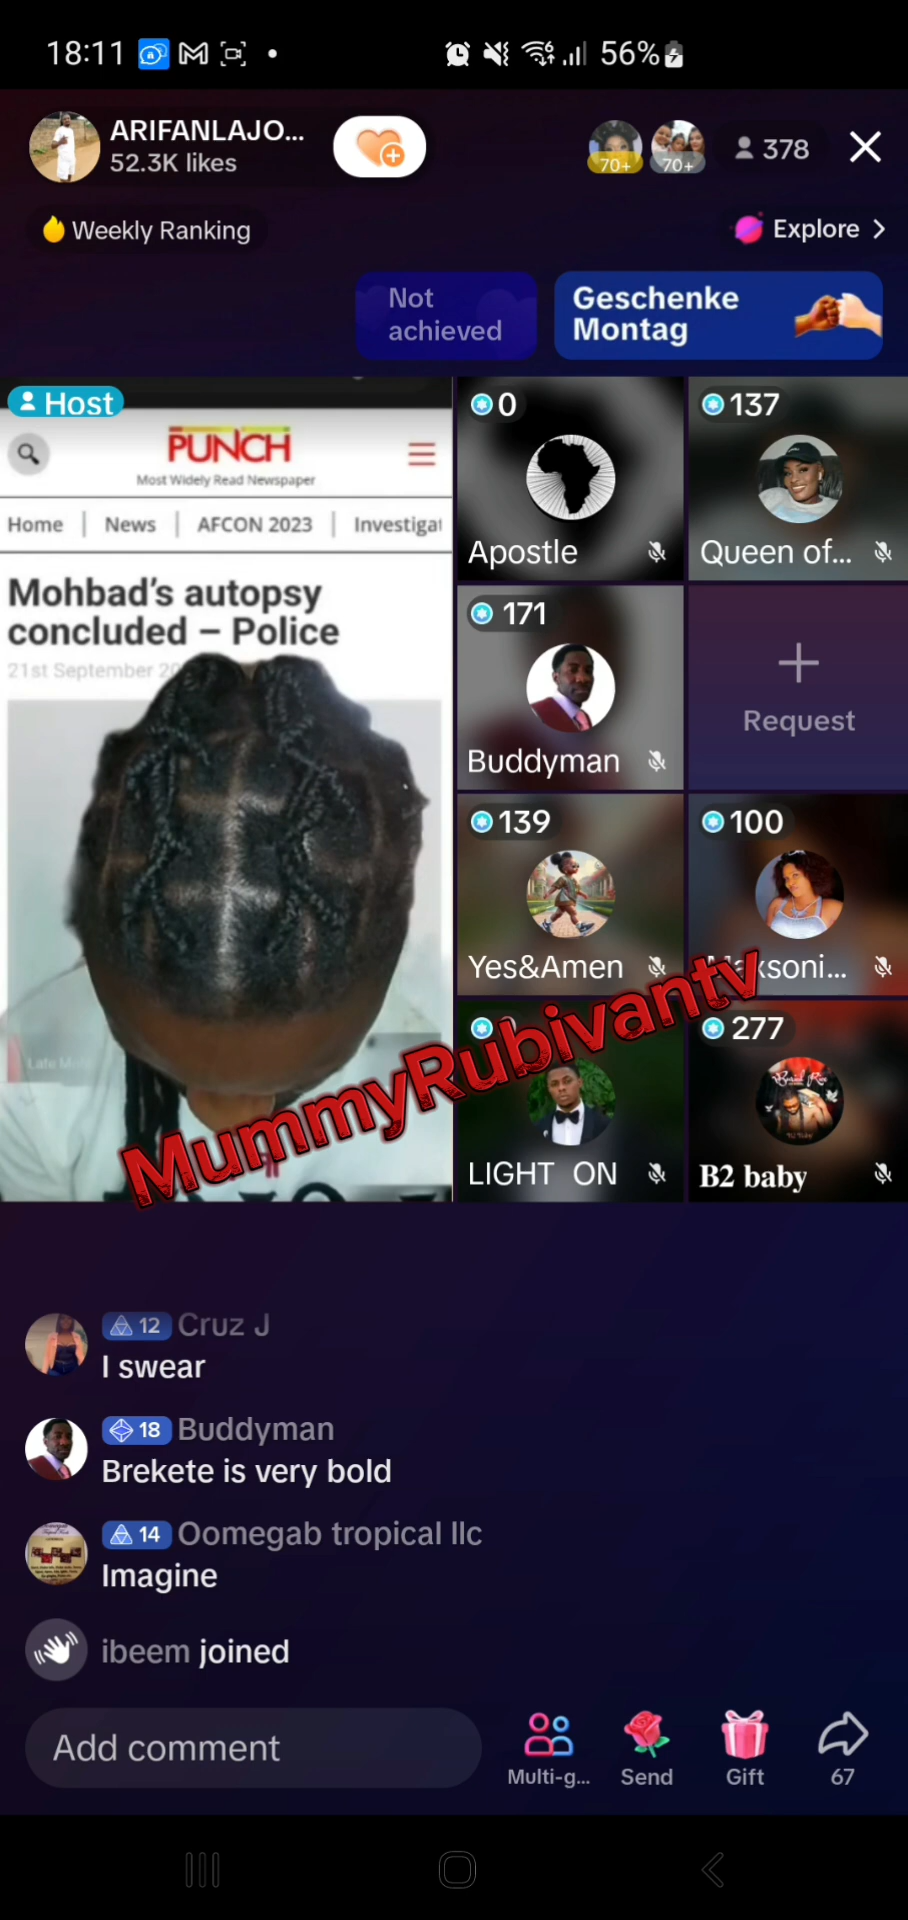 18:11
56%
ARIFANLAJO...
52.3K likes
70+
70+
378
Weekly Ranking
Explore
Not
achieved
Geschenke
Montag
Host
PUNCH
Most Widely Read Newspaper
Home
News
AFCON 2023
Investigat
Mohbad's autopsy
concluded – Police
21st September 20
0
Apostle
137
Queen of...
171
Buddyman
Request
139
Yes&Amen
100
ksoni...
MummyRubivantv
LIGHT ON
277
B2 baby
12 Cruz J
I swear
18 Buddyman
Brekete is very bold
14 Oomegab tropical llc
Imagine
ibeem joined
Add comment
Multi-g...
Send
Gift
67